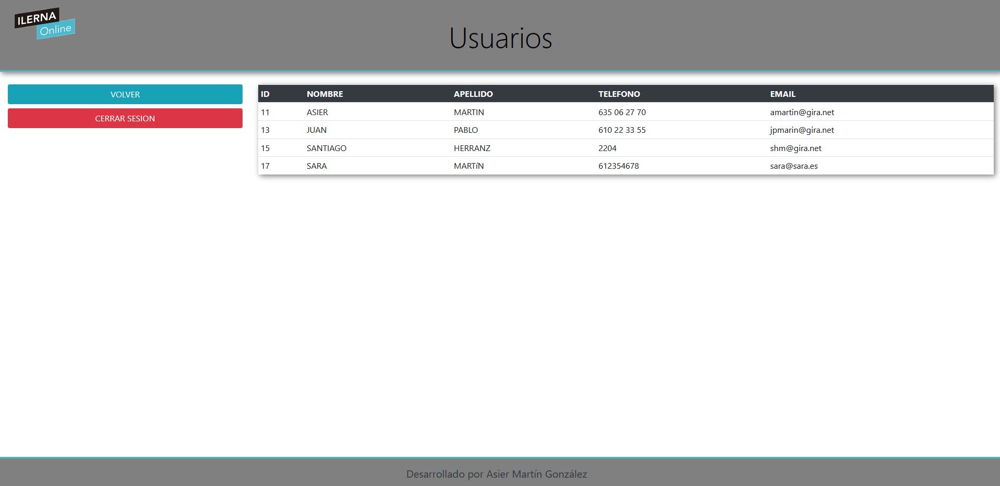 ILERNA
Online
Usuarios
VOLVER
CERRAR SESION
ID NOMBRE APELLIDO TELEFONO EMAIL
11 ASIER MARTIN 635 06 27 70 amartin@gira.net
13 JUAN PABLO 610 22 33 55 jpmarin@gira.net
15 SANTIAGO HERRANZ 2204 shm@gira.net
17 SARA MARTíN 612354678 sara@sara.es
Desarrollado por Asier Martín González